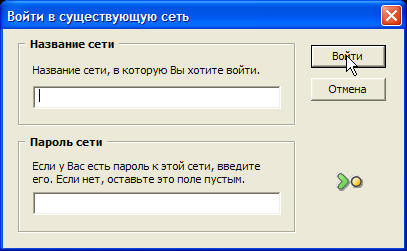 Войти в существующую сеть
Название сети
Название сети, в которую Вы хотите войти.
Войти
Отмена
Пароль сети
Если у Вас есть пароль к этой сети, введите
его. Если нет, оставьте это поле пустым.